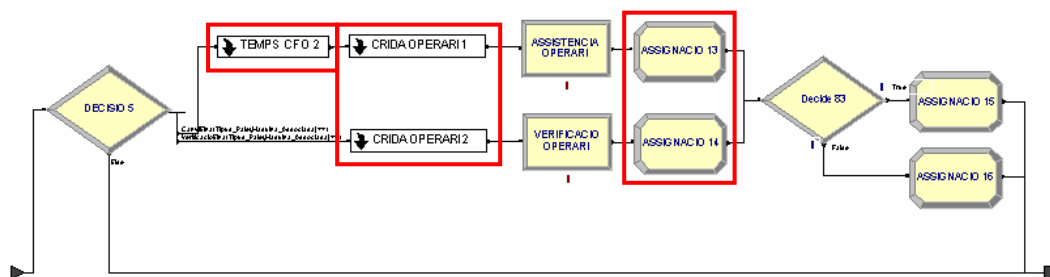 TEMPS CFO 2
CRIDA OPERARI 1
ASSISTENCIA
OPERARI
ASSIGNACIO 13
DECISIO 5
Decide 83
True
ASSIGNACIO 15
Else
CRIDA OPERARI 2
VERIFICACIO
OPERARI
ASSIGNACIO 14
False
ASSIGNACIO 16